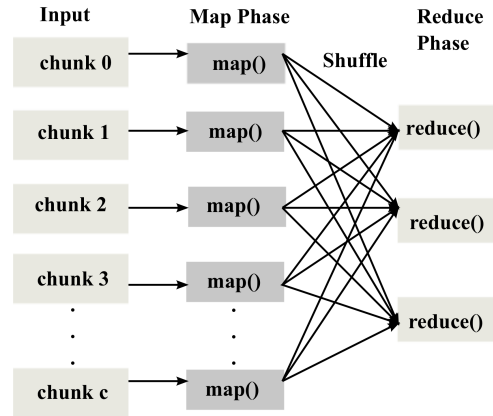 Input
Map Phase
Reduce
Phase
Shuffle
chunk 0
map()
chunk 1
map()
reduce()
chunk 2
map()
reduce()
chunk 3
map()
reduce()
chunk c
map()